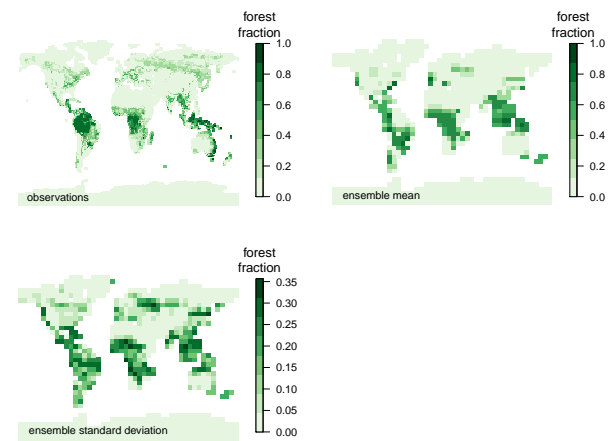 forest
fraction
1.0
0.8
0.6
0.4
0.2
0.0
observations
forest
fraction
1.0
0.8
0.6
0.4
0.2
0.0
ensemble mean
forest
fraction
0.35
0.30
0.25
0.20
0.15
0.10
0.05
0.00
ensemble standard deviation